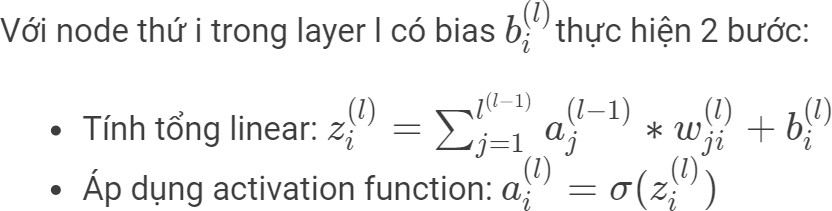 Với node thứ i trong layer l có bias $b_i^{(l)}$ thực hiện 2 bước:
• Tính tổng linear: $z_i^{(l)} = \sum_{j=1}^{l^{(l-1)}} a_j^{(l-1)} * w_{ji}^{(l)} + b_i^{(l)}$
• Áp dụng activation function: $a_i^{(l)} = \sigma(z_i^{(l)})$